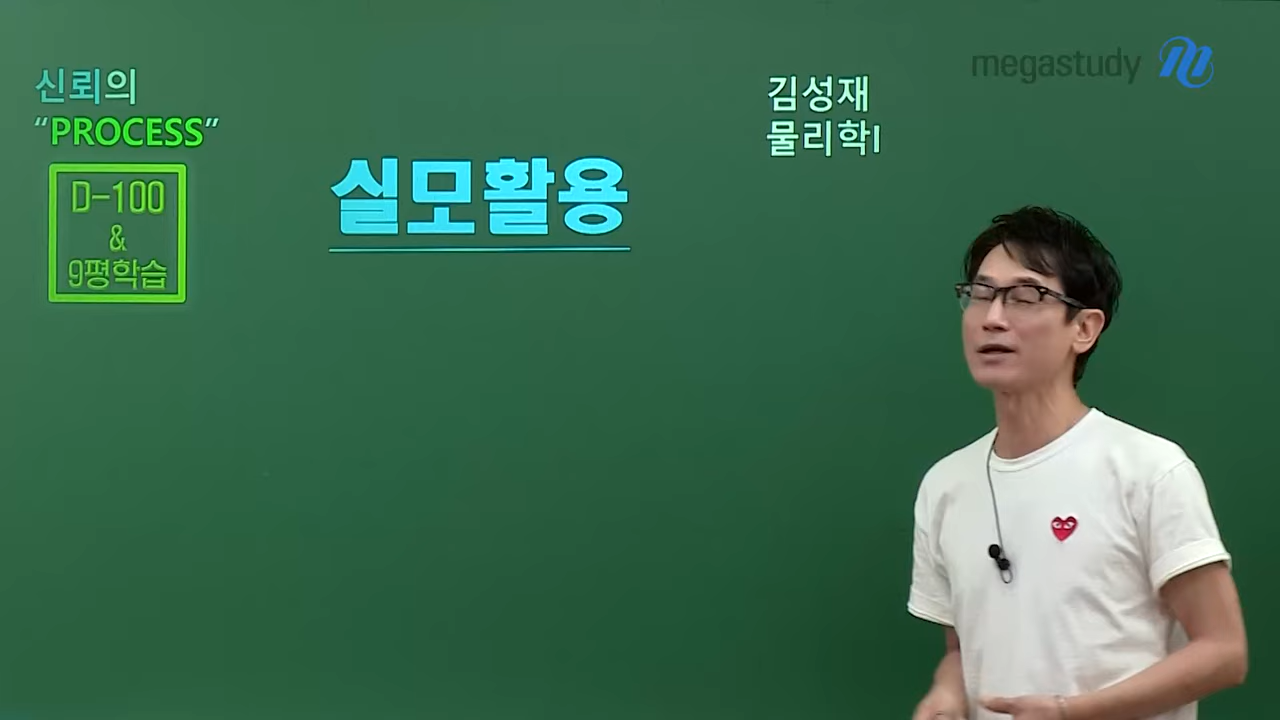 신뢰의
“PROCESS”
D-100
&
9평학습
실모활용
김성재
물리학I
megastudy